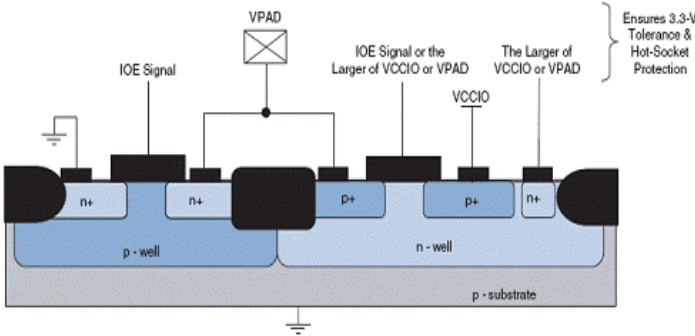 VPAD
Ensures 3.3-V
Tolerance &
Hot-Socket
Protection
IOE Signal
IOE Signal or the
Larger of VCCIO or VPAD
The Larger of
VCCIO or VPAD
VCCIO
n+
n+
p+
p+
n+
p - well
n - well
p - substrate